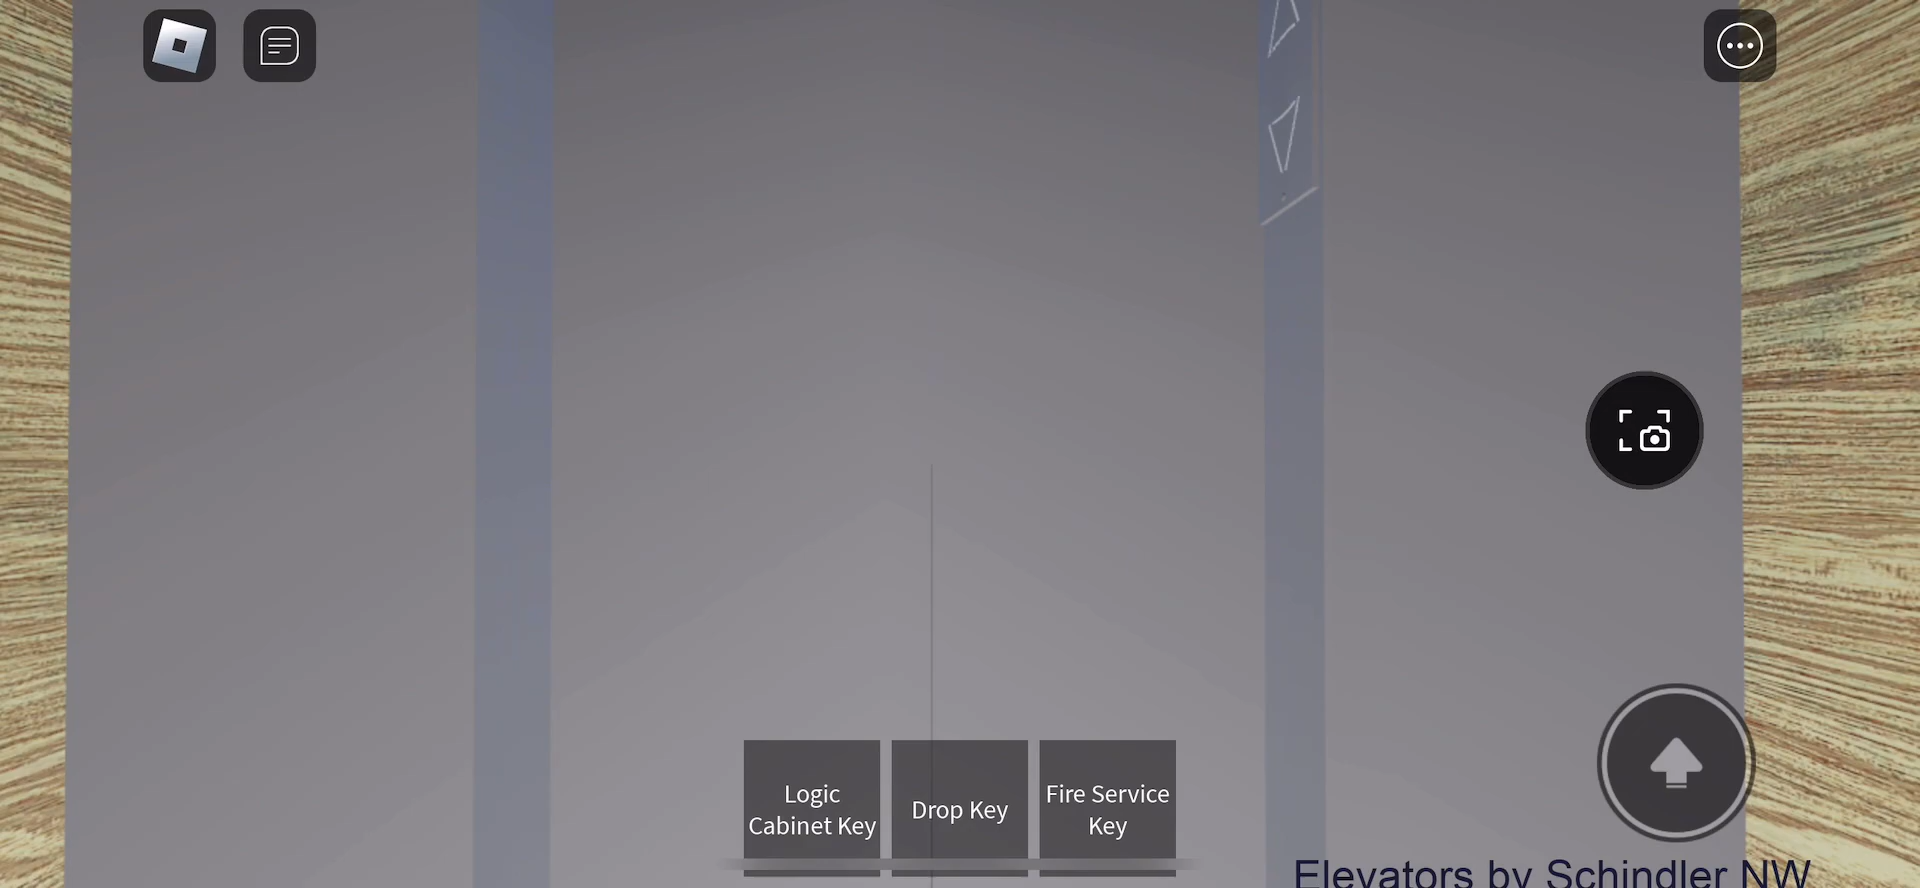 Logic
Cabinet Key
Drop Key
Fire Service
Key
Elevators by Schindler NW